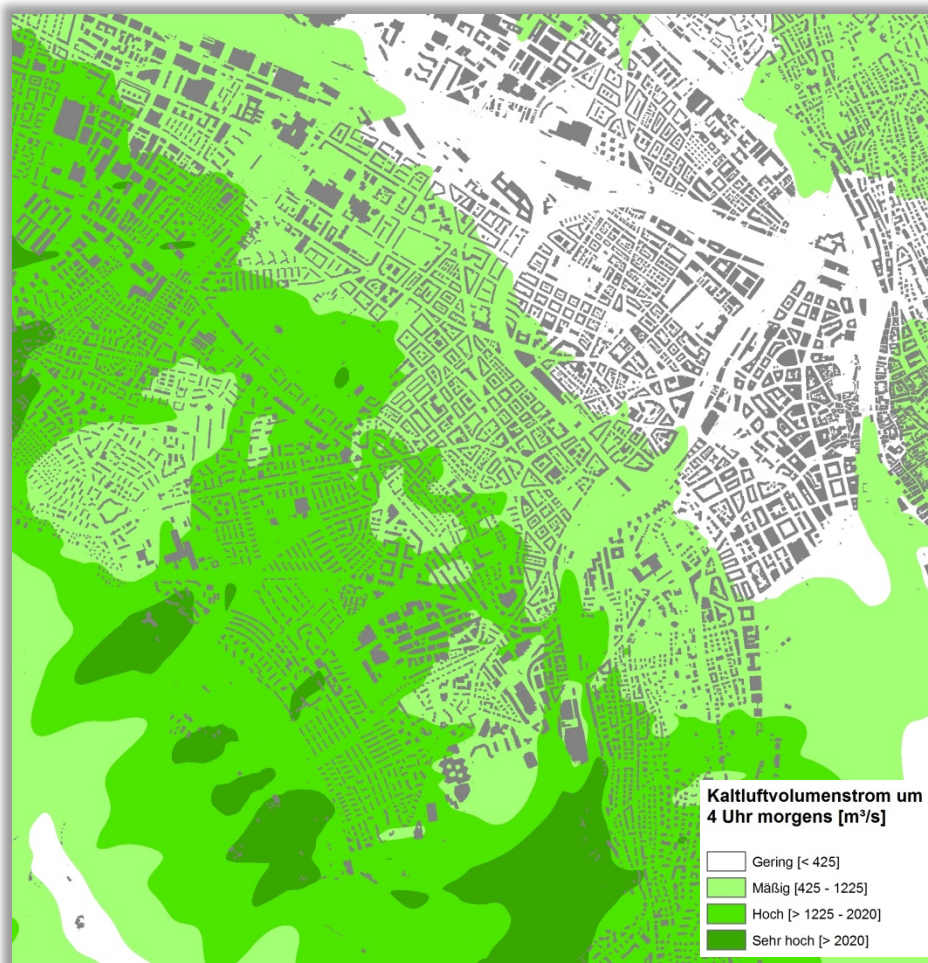 Kaltluftvolumenstrom um
4 Uhr morgens [m³/s]
Gering [< 425]
Mäßig [425 - 1225]
Hoch [> 1225 - 2020]
Sehr hoch [> 2020]